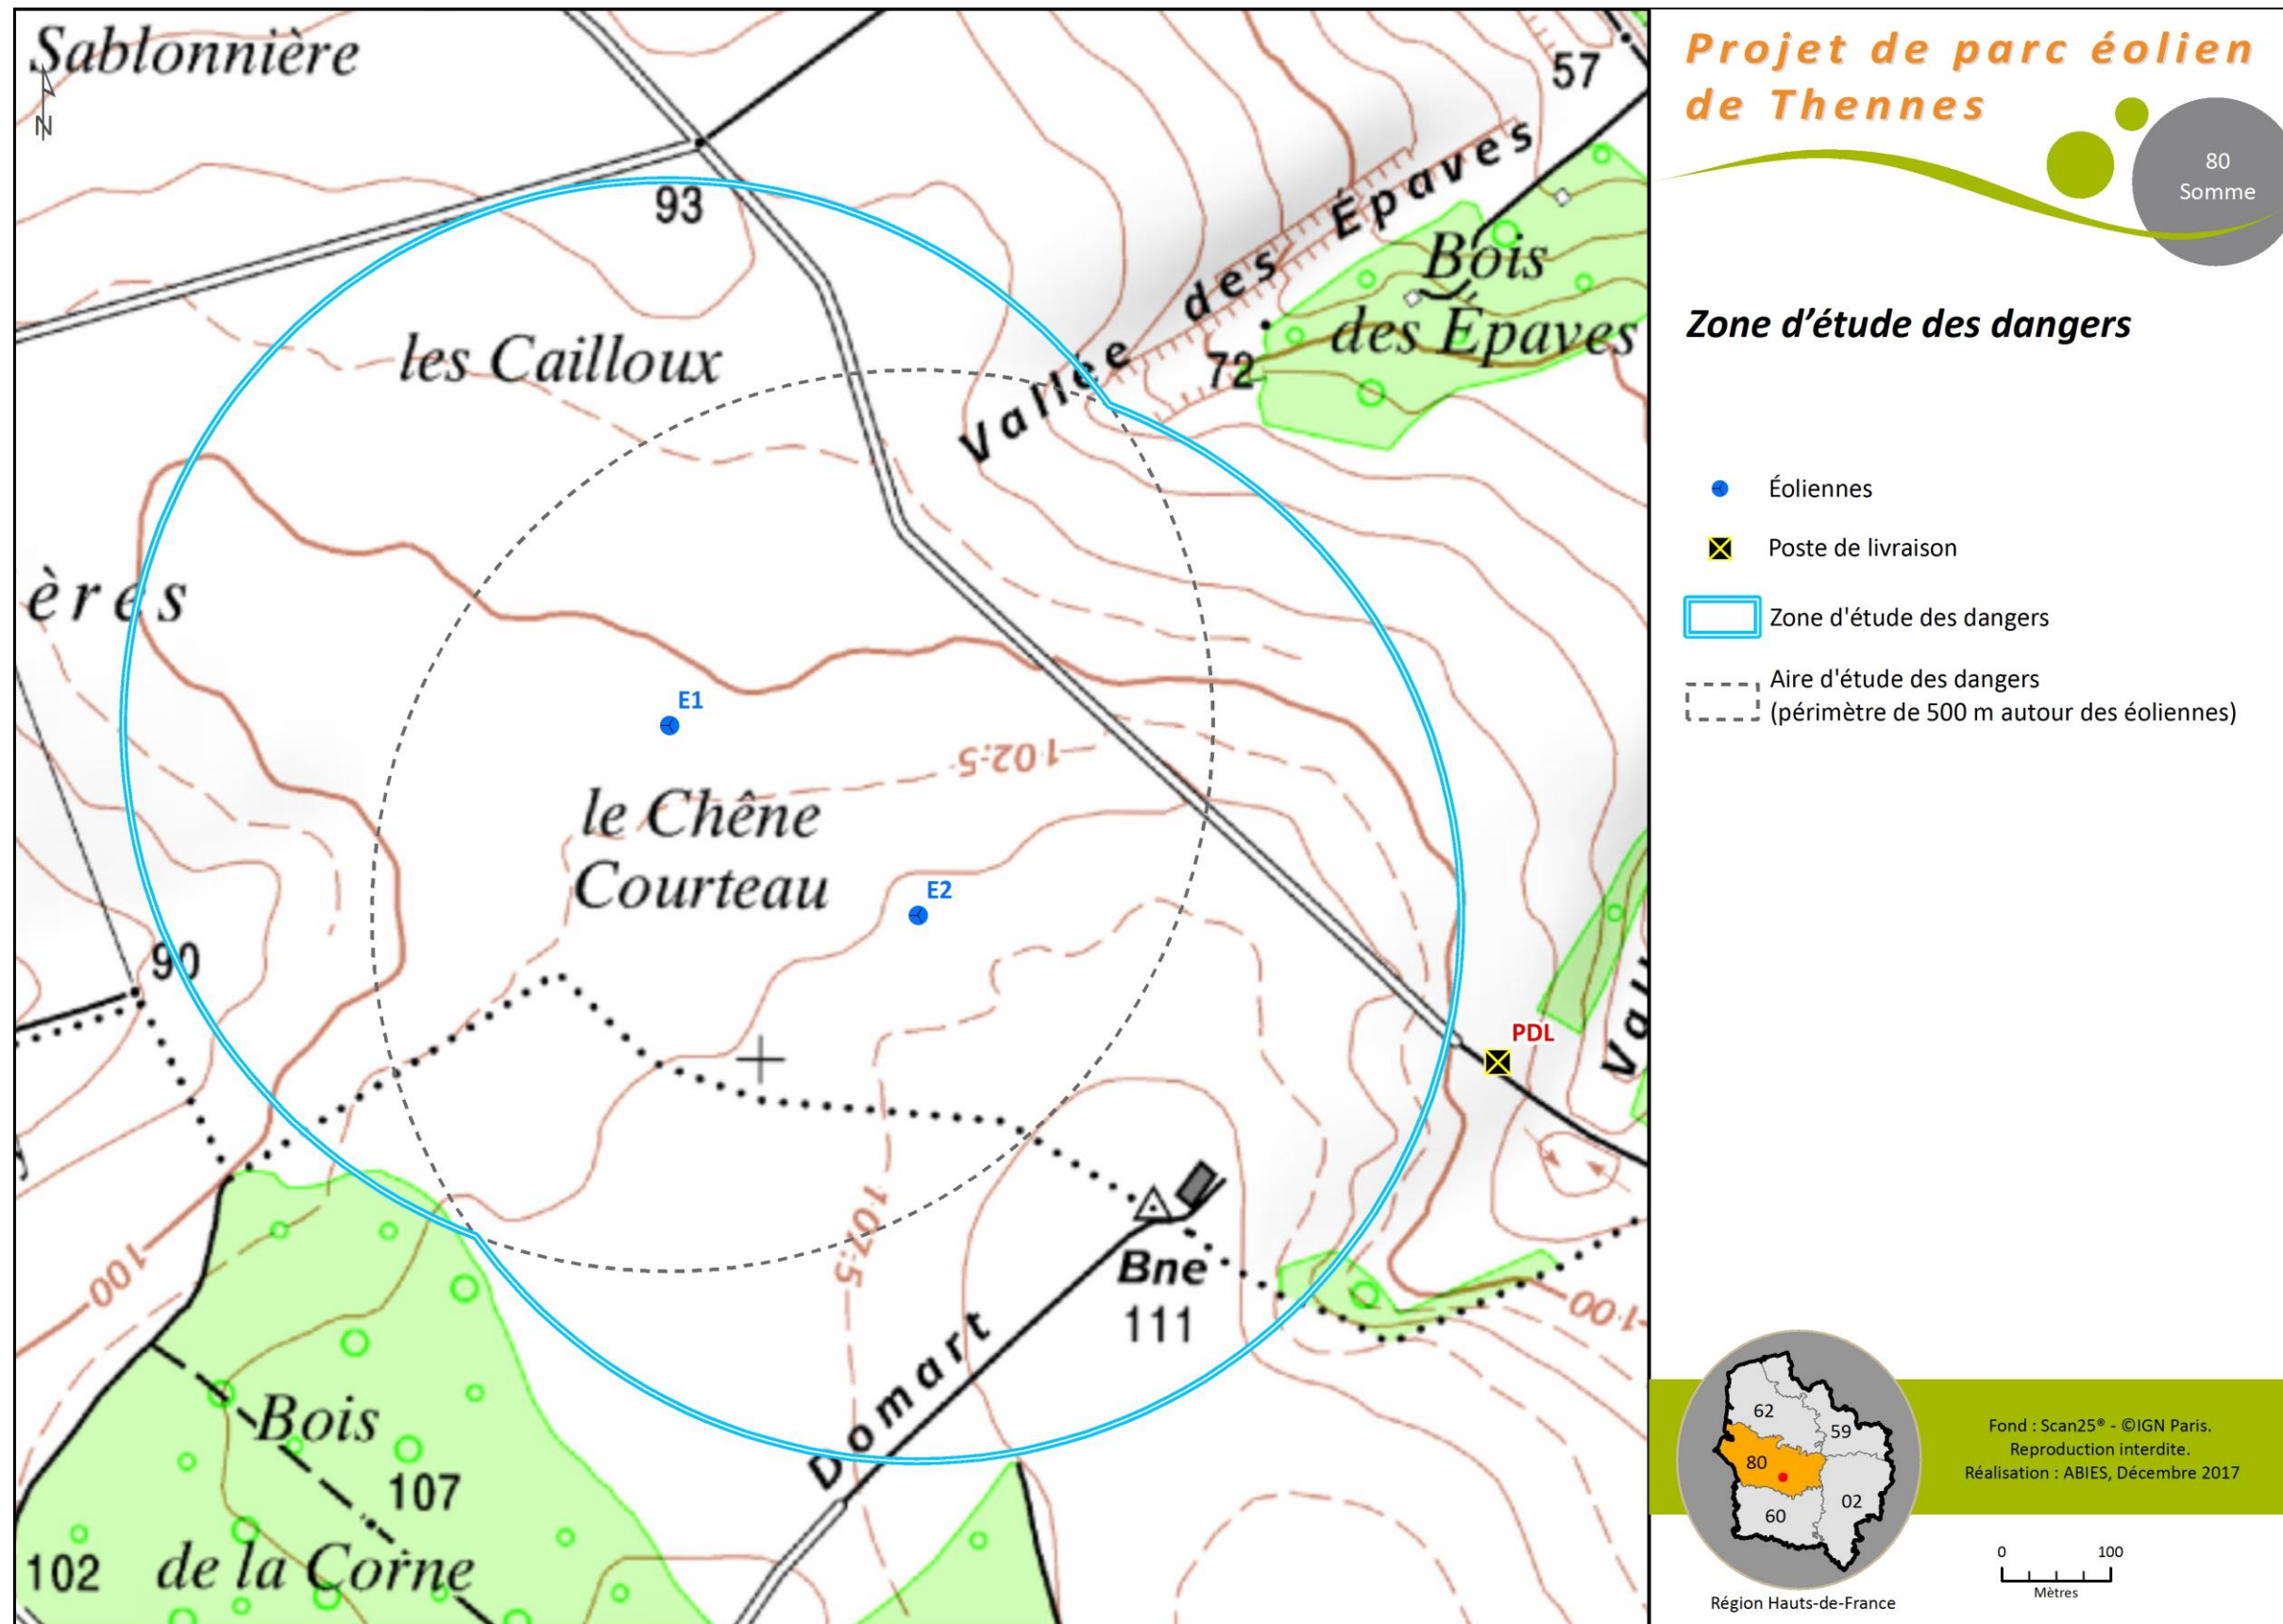 Sablonnière
N
93
les Cailloux
ères
57
Vallée des Épaves
Bois
des Épaves
72
E1
102.5
le Chêne
Courteau
E2
90
PDL
107.5
Bne
111
100
100
Domart
Bois
107
102
de la Corne
Projet de parc éolien
de Thennes
80
Somme
Zone d'étude des dangers
Éoliennes
Poste de livraison
Zone d'étude des dangers
Aire d'étude des dangers
(périmètre de 500 m autour des éoliennes)
62
59
80
02
60
Région Hauts-de-France
Fond : Scan25® - ©IGN Paris.
Reproduction interdite.
Réalisation : ABIES, Décembre 2017
0 100
Mètres